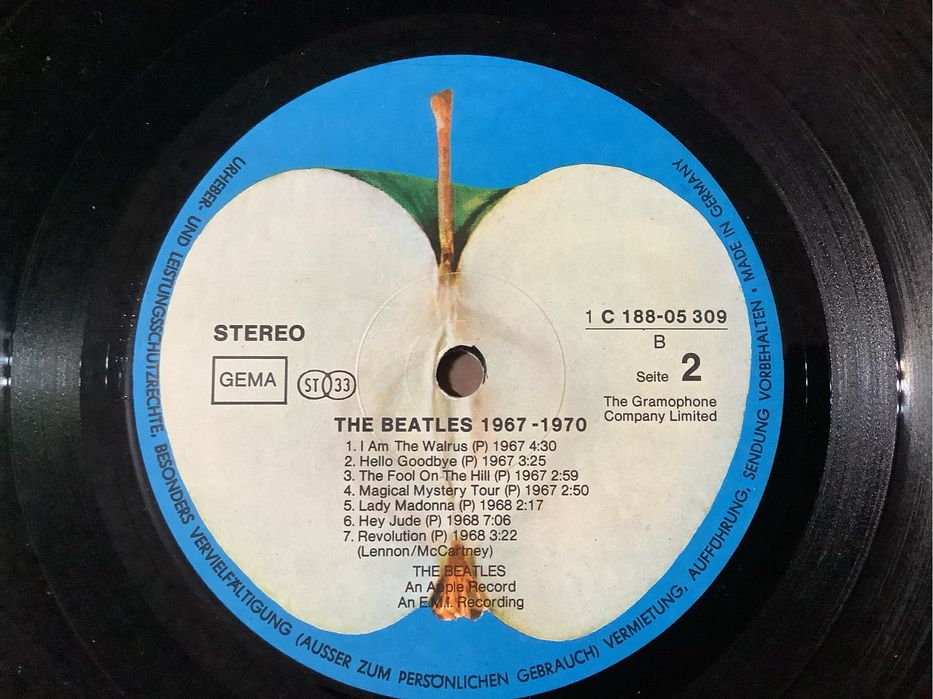 URHEBER- UND LEISTUNGSSCHUTZRECHTE, BESONDERS VERVIELFÄLTIGUNG (AUSSER ZUM PERSÖNLICHEN GEBRAUCH) VERMIETUNG, AUFFÜHRUNG, SENDUNG VORBEHALTEN · MADE IN GERMANY
STEREO
GEMA
ST 33
1 C 188-05 309
B
Seite 2
The Gramophone
Company Limited
THE BEATLES 1967 -1970
1. I Am The Walrus (P) 1967 4:30
2. Hello Goodbye (P) 1967 3:25
3. The Fool On The Hill (P) 1967 2:59
4. Magical Mystery Tour (P) 1967 2:50
5. Lady Madonna (P) 1968 2:17
6. Hey Jude (P) 1968 7:06
7. Revolution (P) 1968 3:22
(Lennon/McCartney)
THE BEATLES
An Apple Record
An E.M.I. Recording